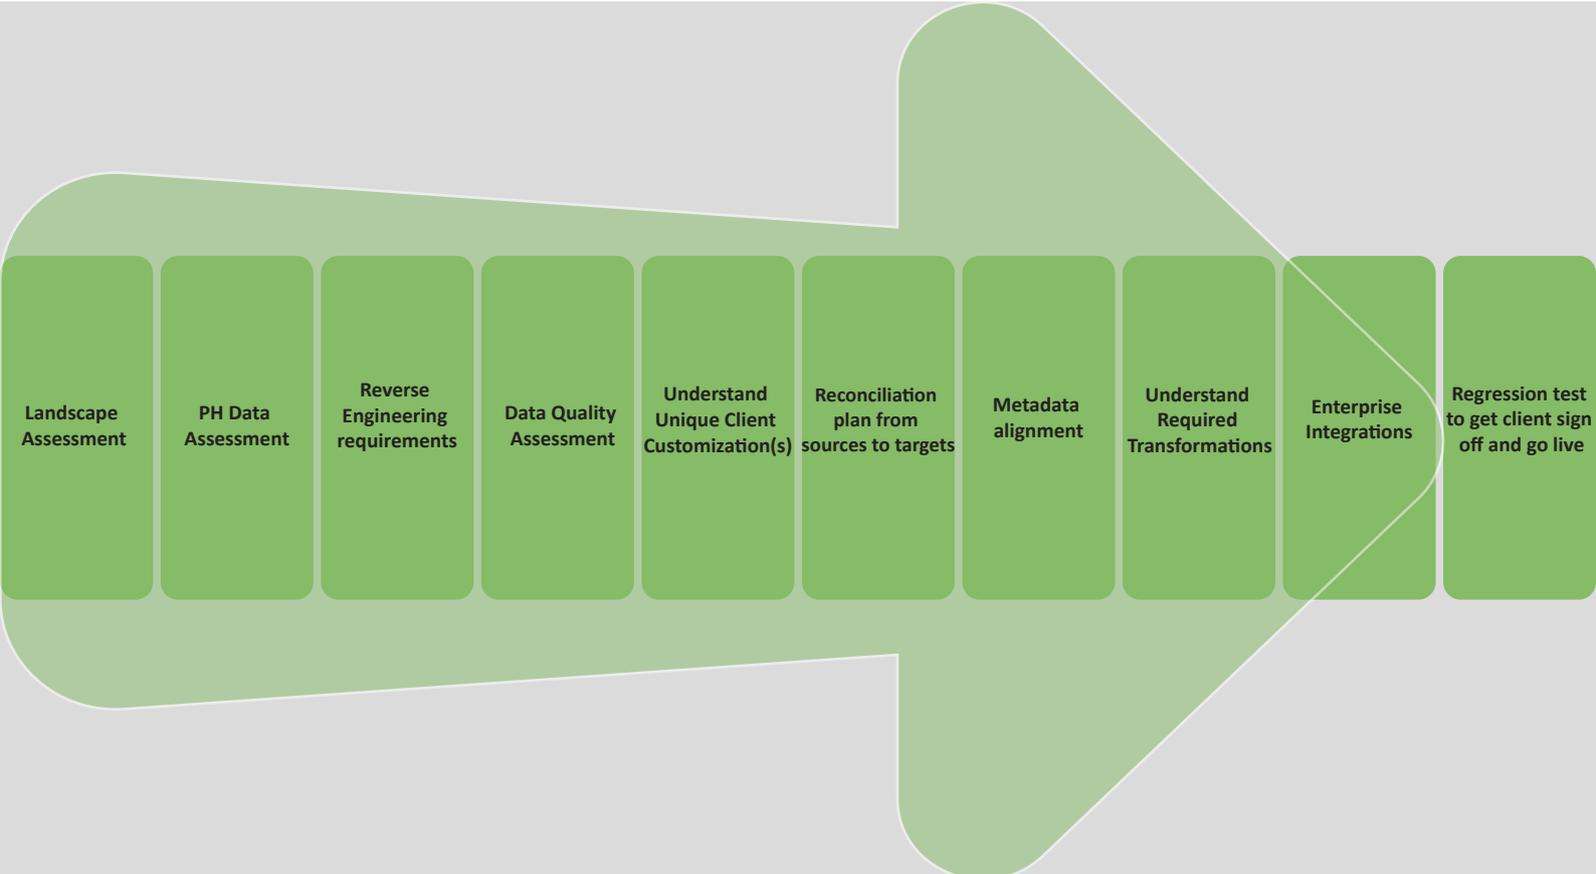 Landscape
Assessment
PH Data
Assessment
Reverse
Engineering
requirements
Data Quality
Assessment
Understand
Unique Client
Customization(s)
Reconciliation
plan from
sources to targets
Metadata
alignment
Understand
Required
Transformations
Enterprise
Integrations
Regression test
to get client sign
off and go live